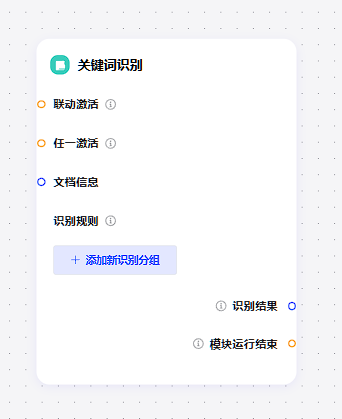 关键词识别
联动激活
任一激活
文档信息
识别规则
+ 添加新识别分组
识别结果
模块运行结束